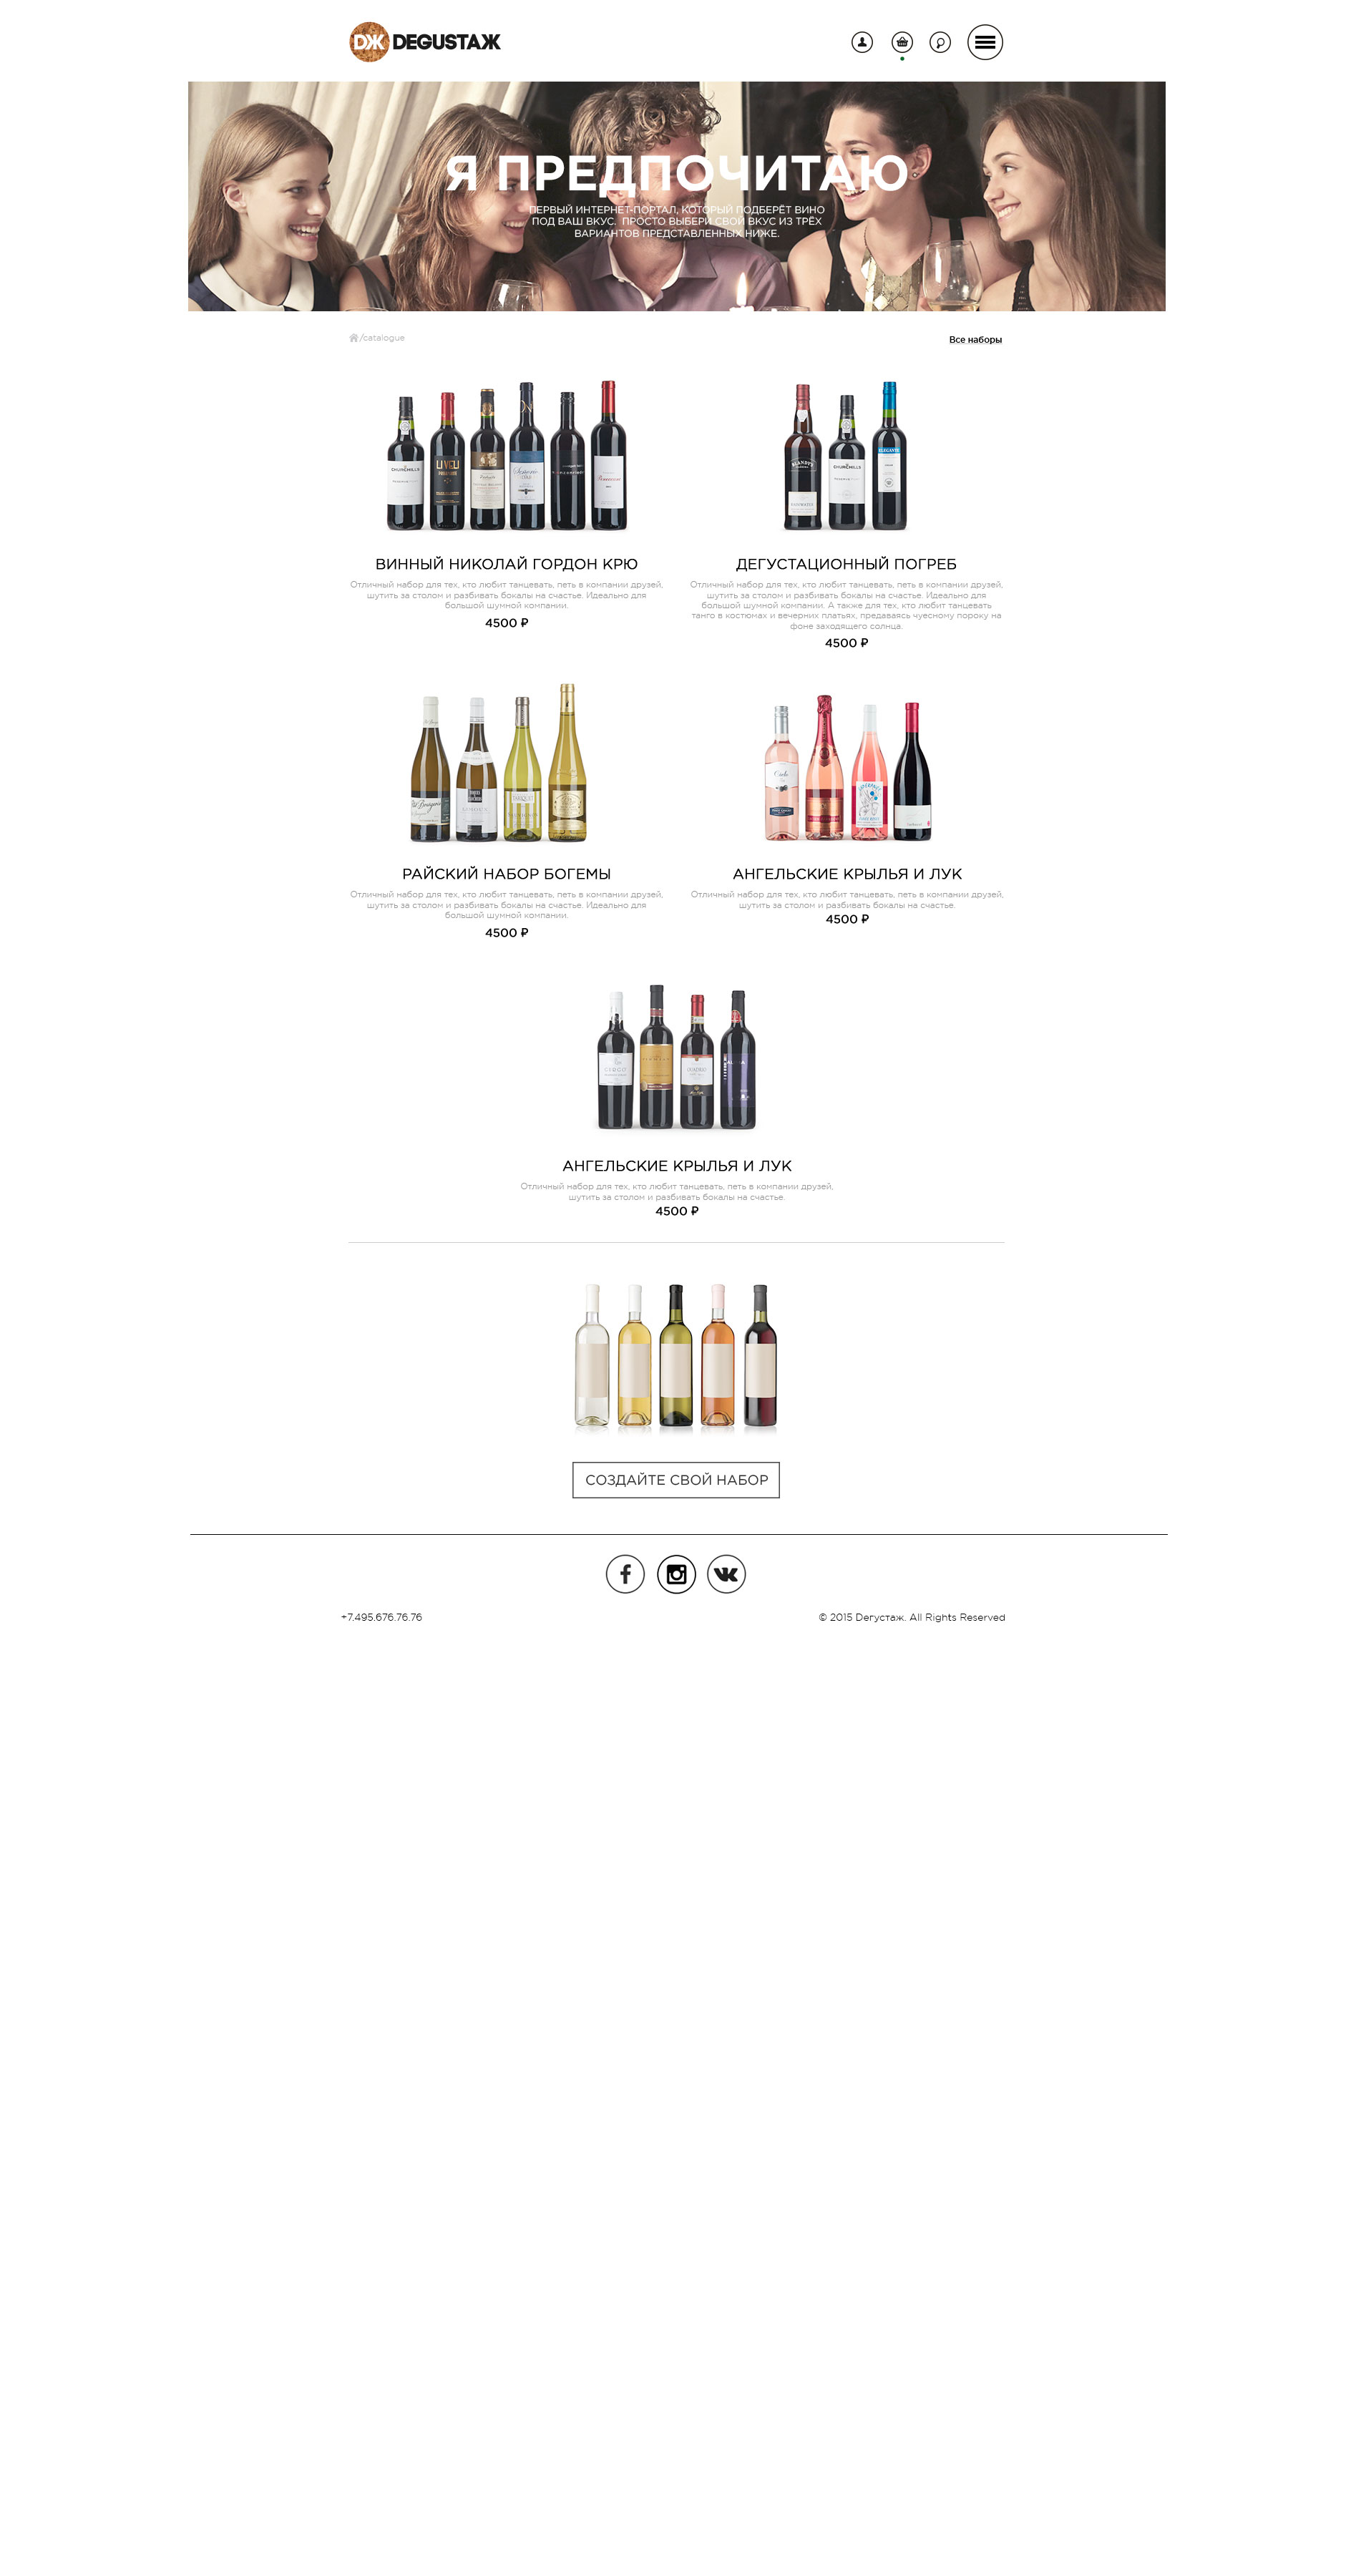 ДЖ DEGUSTAЖ
Я ПРЕДПОЧИТАЮ
ПЕРВЫЙ ИНТЕРНЕТ-ПОРТАЛ, КОТОРЫЙ ПОДБЕРЁТ ВИНО
ПОД ВАШ ВКУС. ПРОСТО ВЫБЕРИ СВОЙ ВКУС ИЗ ТРЁХ
ВАРИАНТОВ ПРЕДСТАВЛЕННЫХ НИЖЕ.
/catalogue
Все наборы
CHURCHILL'S
LIVELI
BLANDY'S
CHURCHILL'S
ELEGANTE
ВИННЫЙ НИКОЛАЙ ГОРДОН КРЮ
Отличный набор для тех, кто любит танцевать, петь в компании друзей,
шутить за столом и разбивать бокалы на счастье. Идеально для
большой шумной компании.
4500 ₽
ДЕГУСТАЦИОННЫЙ ПОГРЕБ
Отличный набор для тех, кто любит танцевать, петь в компании друзей,
шутить за столом и разбивать бокалы на счастье. Идеально для
большой шумной компании. А также для тех, кто любит танцевать
танго в костюмах и вечерних платьях, предаваясь чуесному пороку на
фоне заходящего солнца.
4500 ₽
TARIQUET
Cielo
РАЙСКИЙ НАБОР БОГЕМЫ
Отличный набор для тех, кто любит танцевать, петь в компании друзей,
шутить за столом и разбивать бокалы на счастье. Идеально для
большой шумной компании.
4500 ₽
АНГЕЛЬСКИЕ КРЫЛЬЯ И ЛУК
Отличный набор для тех, кто любит танцевать, петь в компании друзей,
шутить за столом и разбивать бокалы на счастье.
4500 ₽
АНГЕЛЬСКИЕ КРЫЛЬЯ И ЛУК
Отличный набор для тех, кто любит танцевать, петь в компании друзей,
шутить за столом и разбивать бокалы на счастье.
4500 ₽
СОЗДАЙТЕ СВОЙ НАБОР
+7.495.676.76.76
© 2015 Dегустаж. All Rights Reserved